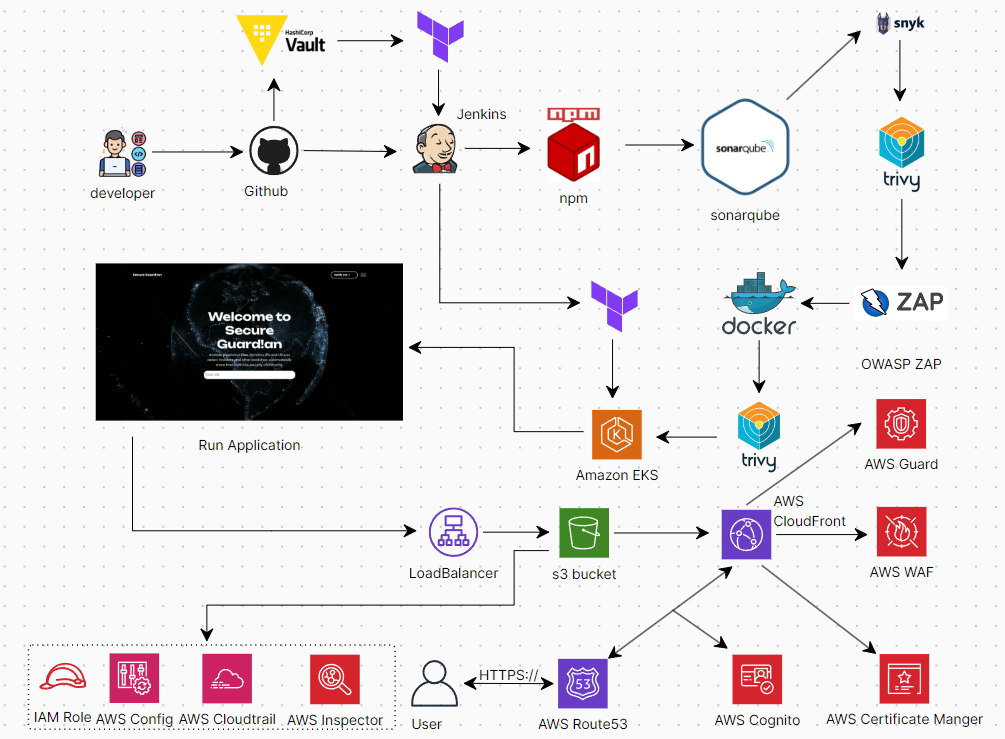 HashiCorp
Vault
snyk
Jenkins
npm
developer
Github
npm
sonarqube
sonarqube
trivy
Secure Guardian
Welcome to
Secure
Guard!an
docker
ZAP
OWASP ZAP
Run Application
K
Amazon EKS
trivy
AWS Guard
AWS
CloudFront
LoadBalancer
s3 bucket
AWS WAF
HTTPS://
53
IAM Role
AWS Config
AWS Cloudtrail
AWS Inspector
User
AWS Route53
AWS Cognito
AWS Certificate Manger